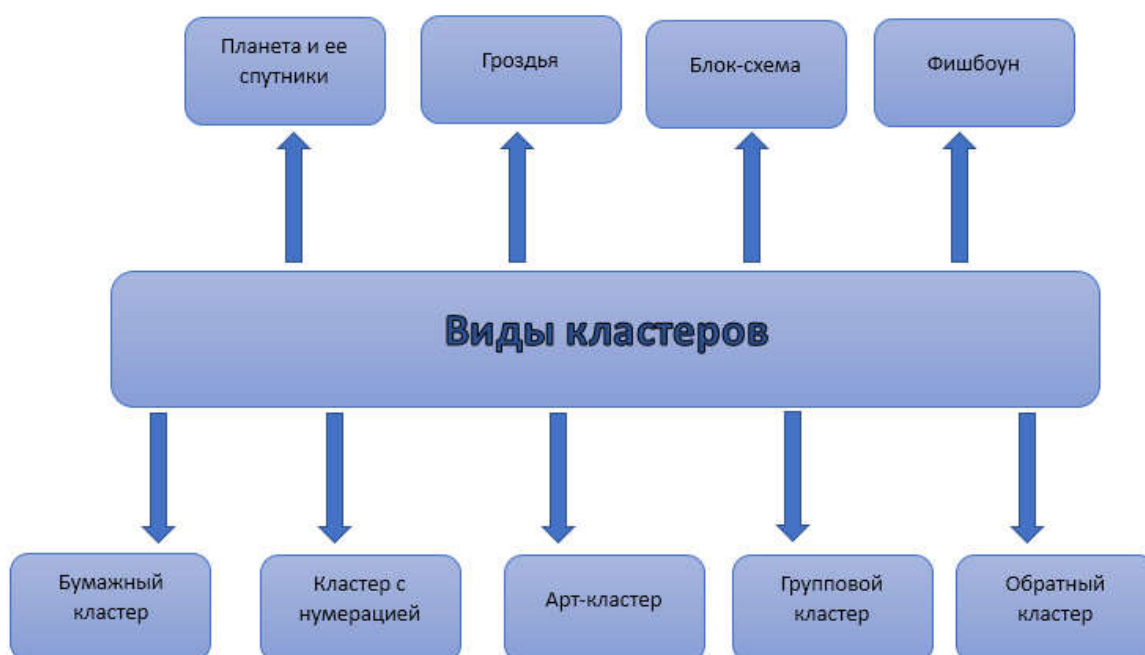 Планета и ее
спутники
Гроздья
Блок-схема
Фишбоун
Виды кластеров
Бумажный
кластер
Кластер с
нумерацией
Арт-кластер
Групповой
кластер
Обратный
кластер